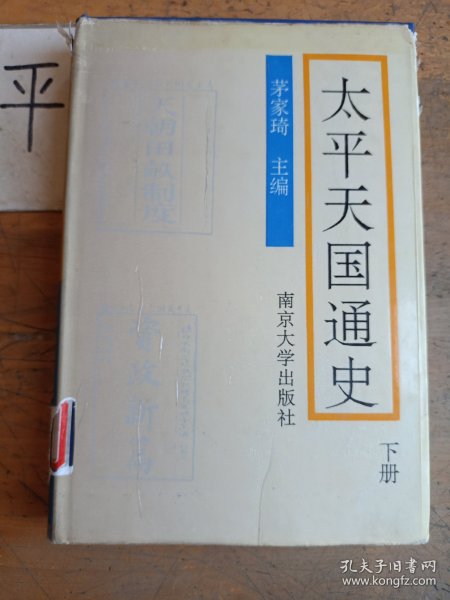 太平天国通史
下册
茅家琦 主编
南京大学出版社
天朝田亩制度
资政新篇
平
孔夫子旧书网
www.kongfz.com